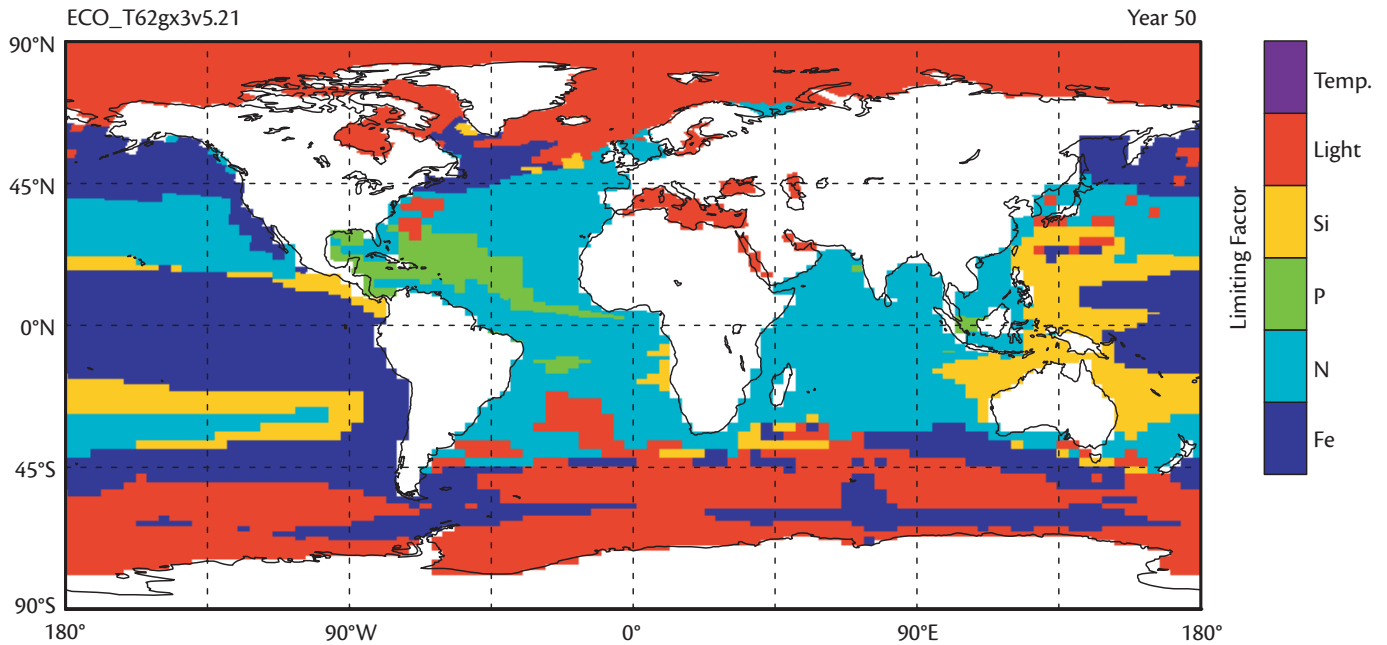 ECO_T62gx3v5.21
Year 50
90°N
45°N
0°N
45°S
90°S
180°
90°W
0°
90°E
180°
Limiting Factor
Temp.
Light
Si
P
N
Fe